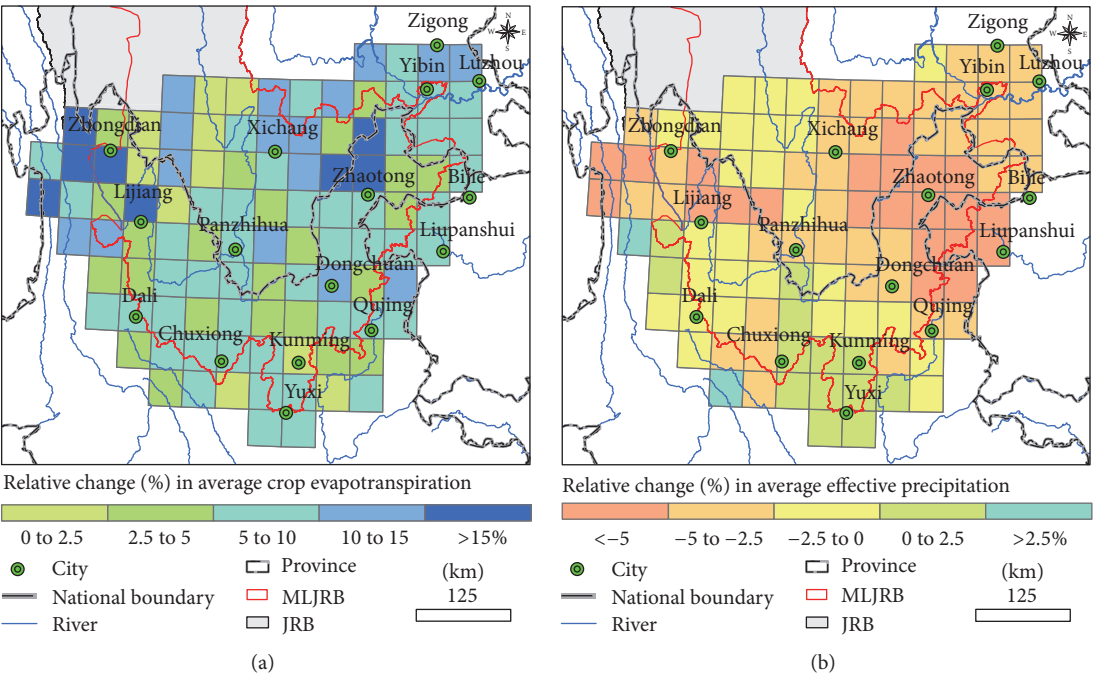 Zigong
N
W E
S
Yibin
Luzhou
Zhongdian
Xichang
Zhaotong
Bijie
Lijiang
Panzhihua
Liupanshui
Dongchuan
Dali
Qujing
Chuxiong
Kunming
Yuxi
Relative change (%) in average crop evapotranspiration
0 to 2.5 2.5 to 5 5 to 10 10 to 15 >15%
City Province (km)
National boundary MLJRB 125
River JRB
(a)
Zigong
N
W E
S
Yibin
Luzhou
Zhongdian
Xichang
Zhaotong
Bijie
Lijiang
Panzhihua
Liupanshui
Dongchuan
Dali
Qujing
Chuxiong
Kunming
Yuxi
Relative change (%) in average effective precipitation
<−5 −5 to −2.5 −2.5 to 0 0 to 2.5 >2.5%
City Province (km)
National boundary MLJRB 125
River JRB
(b)